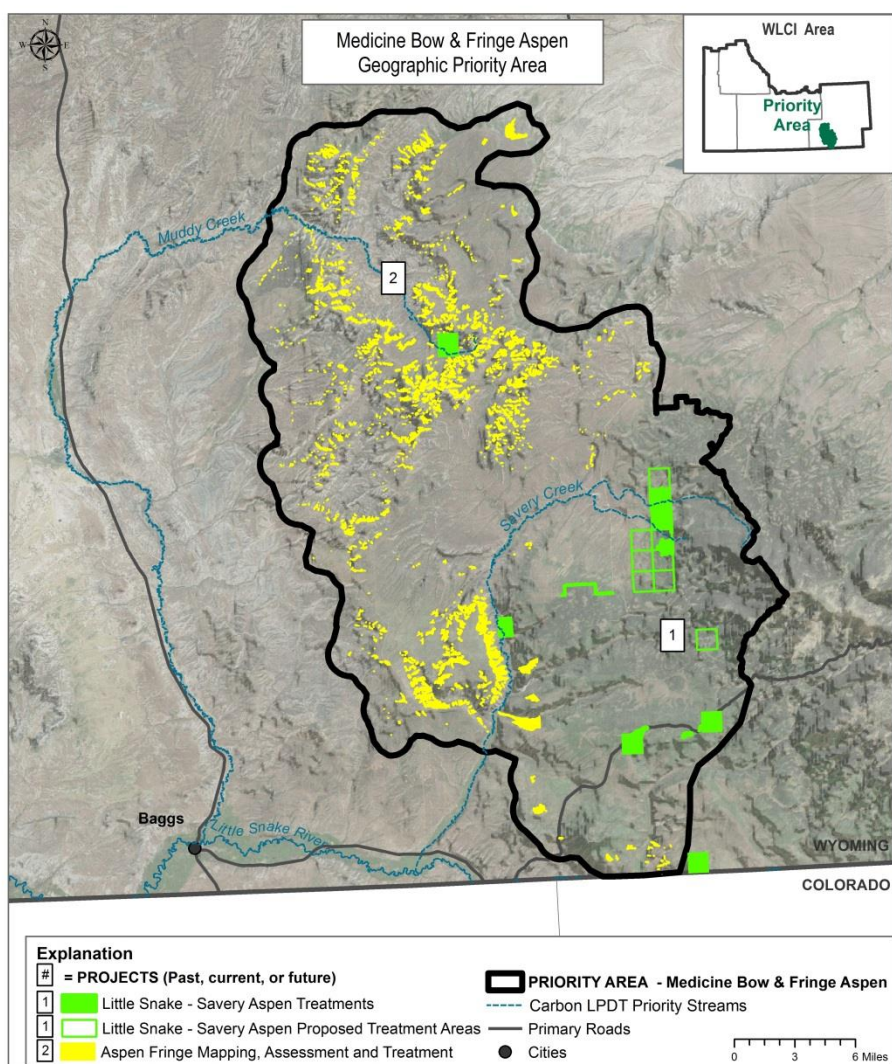 N
W E
S
Medicine Bow & Fringe Aspen
Geographic Priority Area
WLCI Area
Priority
Area
Muddy Creek
2
Savery Creek
1
Baggs
Little Snake River
WYOMING
COLORADO
Explanation
# = PROJECTS (Past, current, or future)
1 Little Snake - Savery Aspen Treatments
1 Little Snake - Savery Aspen Proposed Treatment Areas
2 Aspen Fringe Mapping, Assessment and Treatment
PRIORITY AREA - Medicine Bow & Fringe Aspen
Carbon LPDT Priority Streams
Primary Roads
Cities
0 3 6 Miles